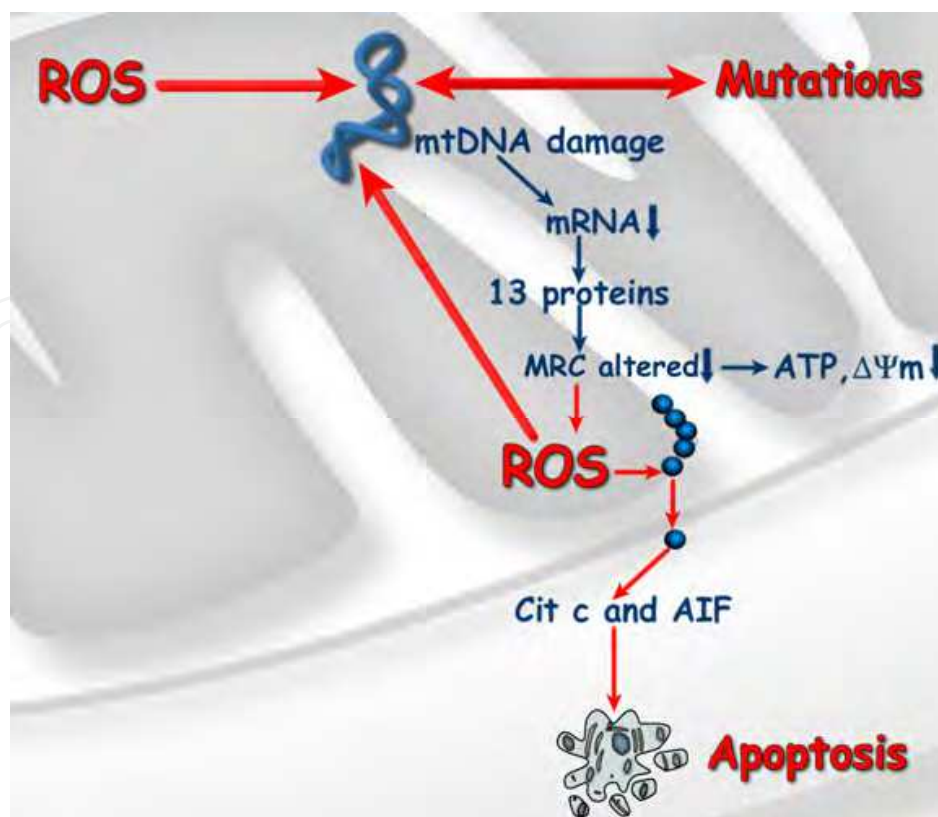 ROS
Mutations
mtDNA damage
mRNA⬇
13 proteins
MRC altered⬇ → ATP, ΔΨm⬇
ROS
Cit c and AIF
Apoptosis